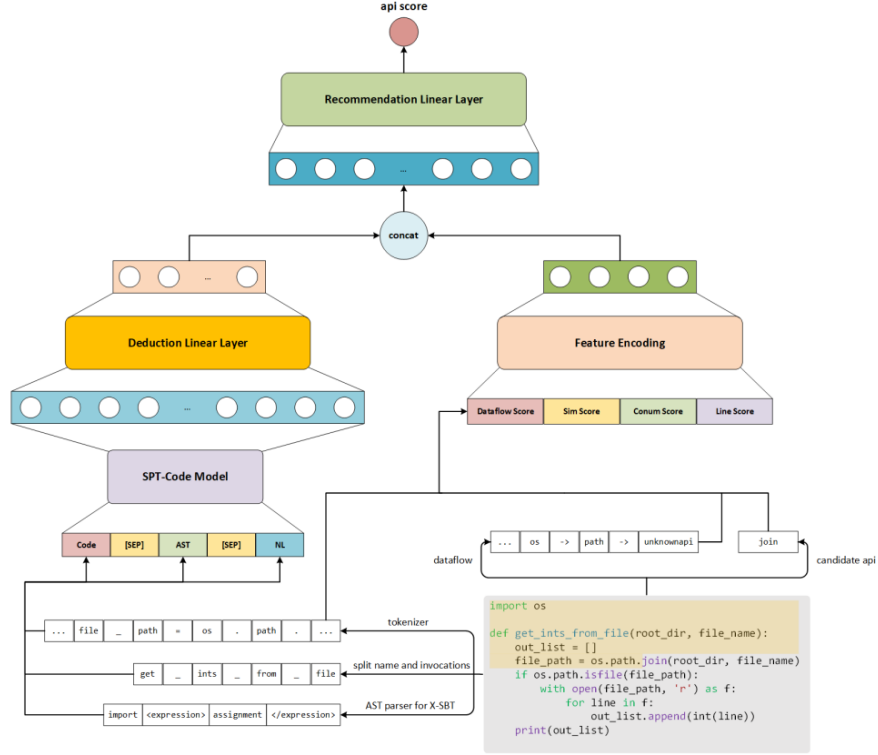 api score
Recommendation Linear Layer
...
concat
...
Deduction Linear Layer
Feature Encoding
...
Dataflow Score Sim Score Conum Score Line Score
SPT-Code Model
Code [SEP] AST [SEP] NL
... os -> path -> unknownapi join
dataflow candidate api
... file _ path = os . path . ...
tokenizer
get _ ints _ from _ file
split name and invocations
import <expression> assignment </expression>
AST parser for X-SBT
import os
def get_ints_from_file(root_dir, file_name):
out_list = []
file_path = os.path.join(root_dir, file_name)
if os.path.isfile(file_path):
with open(file_path, 'r') as f:
for line in f:
out_list.append(int(line))
print(out_list)